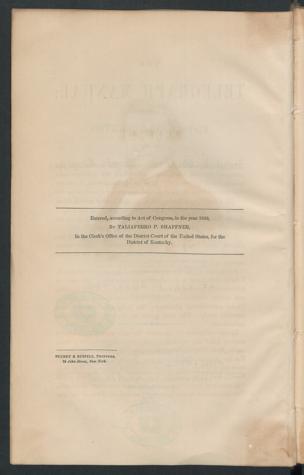 Entered, according to Act of Congress, in the year 1859,
By TALIAFERRO P. SHAFFNER,
In the Clerk's Office of the District Court of the United States, for the
District of Kentucky.
PUDNEY & RUSSELL, Printers,
79 John-Street, New-York.